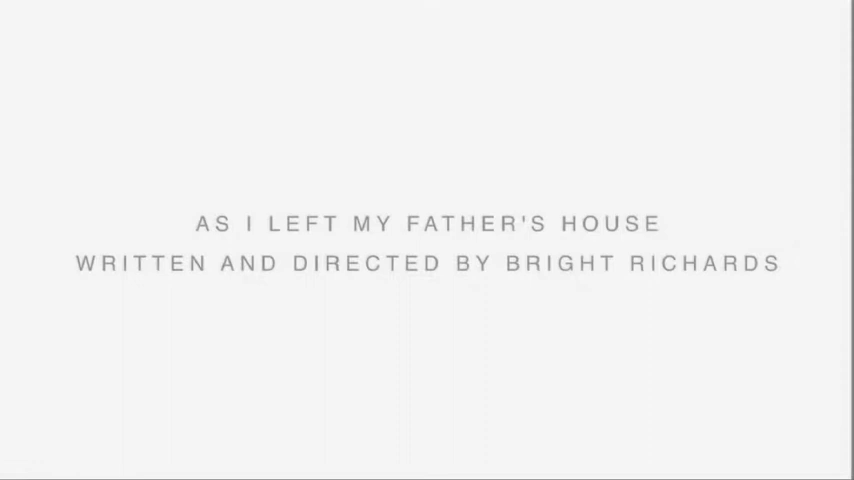 AS I LEFT MY FATHER'S HOUSE
WRITTEN AND DIRECTED BY BRIGHT RICHARDS